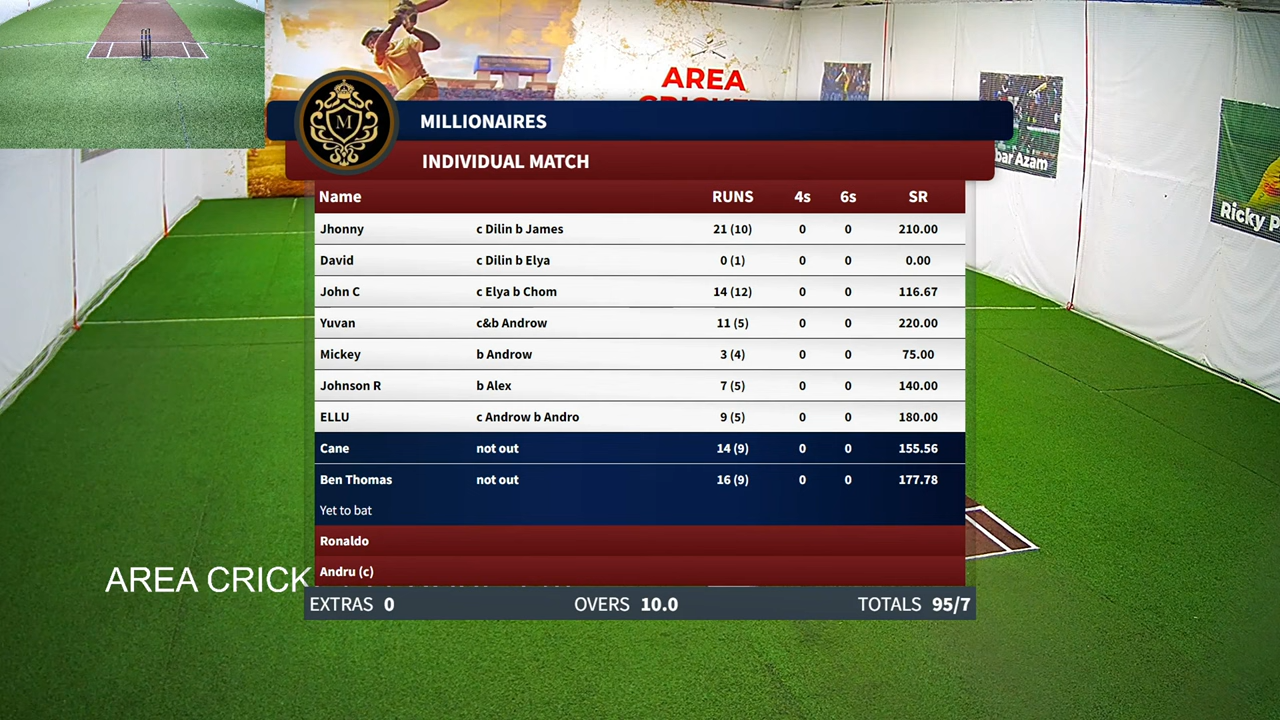 AREA
MILLIONAIRES
M
INDIVIDUAL MATCH
bar Azam
Ricky P
Name RUNS 4s 6s SR
Jhonny c Dilin b James 21 (10) 0 0 210.00
David c Dilin b Elya 0 (1) 0 0 0.00
John C c Elya b Chom 14 (12) 0 0 116.67
Yuvan c&b Androw 11 (5) 0 0 220.00
Mickey b Androw 3 (4) 0 0 75.00
Johnson R b Alex 7 (5) 0 0 140.00
ELLU c Androw b Andro 9 (5) 0 0 180.00
Cane not out 14 (9) 0 0 155.56
Ben Thomas not out 16 (9) 0 0 177.78
Yet to bat
Ronaldo
Andru (c)
AREA CRICK
EXTRAS 0 OVERS 10.0 TOTALS 95/7